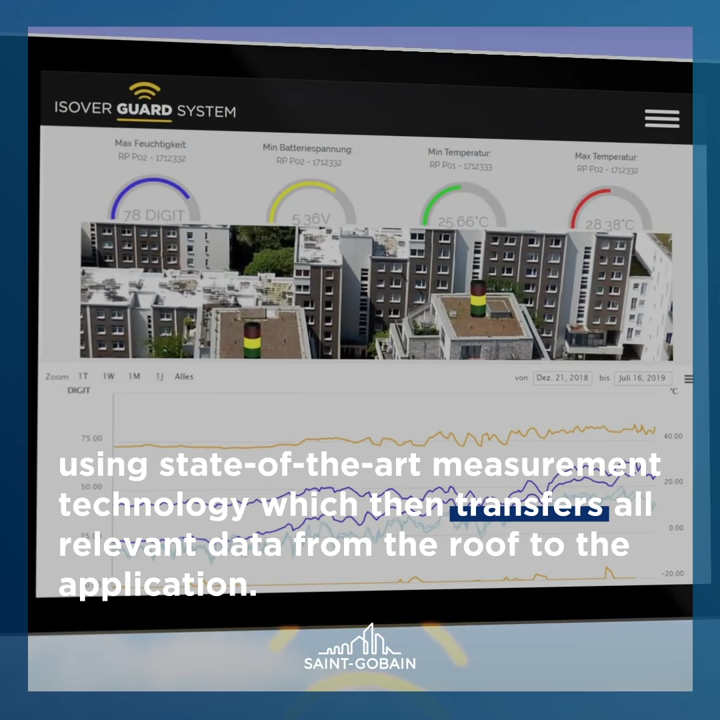 ISOVER GUARD SYSTEM
Max Feuchtigkeit:
RP P02 - 1712332
78 DIGIT
Min Batteriespannung:
RP P02 - 1712332
5.36V
Min Temperatur:
RP P01 - 1712333
25.66°C
Max Temperatur:
RP P02 - 1712332
28.38°C
Zoom 1T 1W 1M 1J Alles
von Dez. 21, 2018 bis Juli 16, 2019
DIGIT
°C
75.00
40.00
50.00
20.00
0.00
-20.00
using state-of-the-art measurement
technology which then transfers all
relevant data from the roof to the
application.
SAINT-GOBAIN